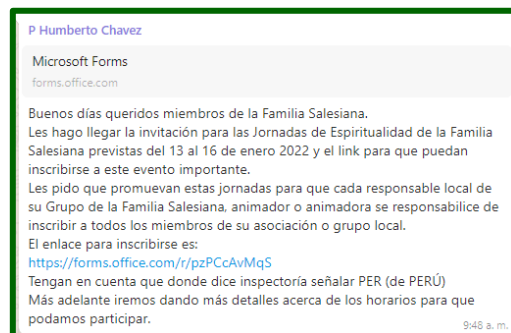 P Humberto Chavez
Microsoft Forms
forms.office.com
Buenos días queridos miembros de la Familia Salesiana.
Les hago llegar la invitación para las Jornadas de Espiritualidad de la Familia
Salesiana previstas del 13 al 16 de enero 2022 y el link para que puedan
inscribirse a este evento importante.
Les pido que promuevan estas jornadas para que cada responsable local de
su Grupo de la Familia Salesiana, animador o animadora se responsabilice de
inscribir a todos los miembros de su asociación o grupo local.
El enlace para inscribirse es:
https://forms.office.com/r/pzPCcAvMqS
Tengan en cuenta que donde dice inspectoría señalar PER (de PERÚ)
Más adelante iremos dando más detalles acerca de los horarios para que
podamos participar.
9:48 a. m.